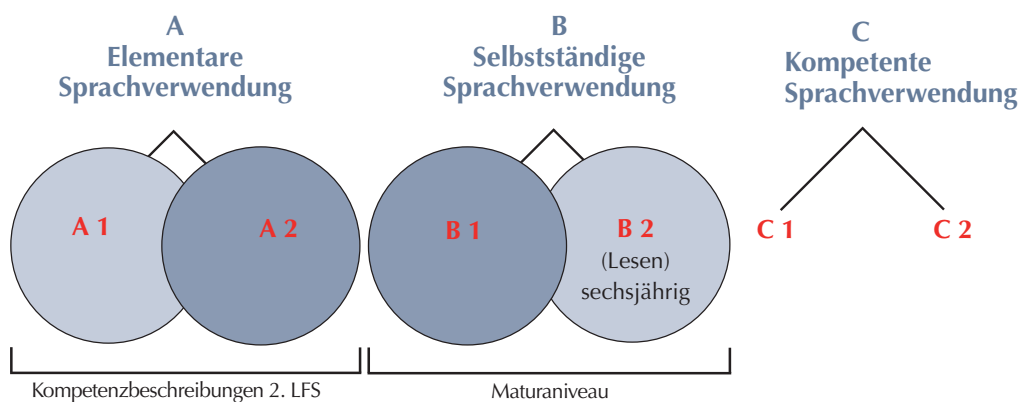 A
Elementare
Sprachverwendung
B
Selbstständige
Sprachverwendung
C
Kompetente
Sprachverwendung
A 1
A 2
B 1
B 2
(Lesen)
sechsjährig
C 1
C 2
Kompetenzbeschreibungen 2. LFS
Maturaniveau